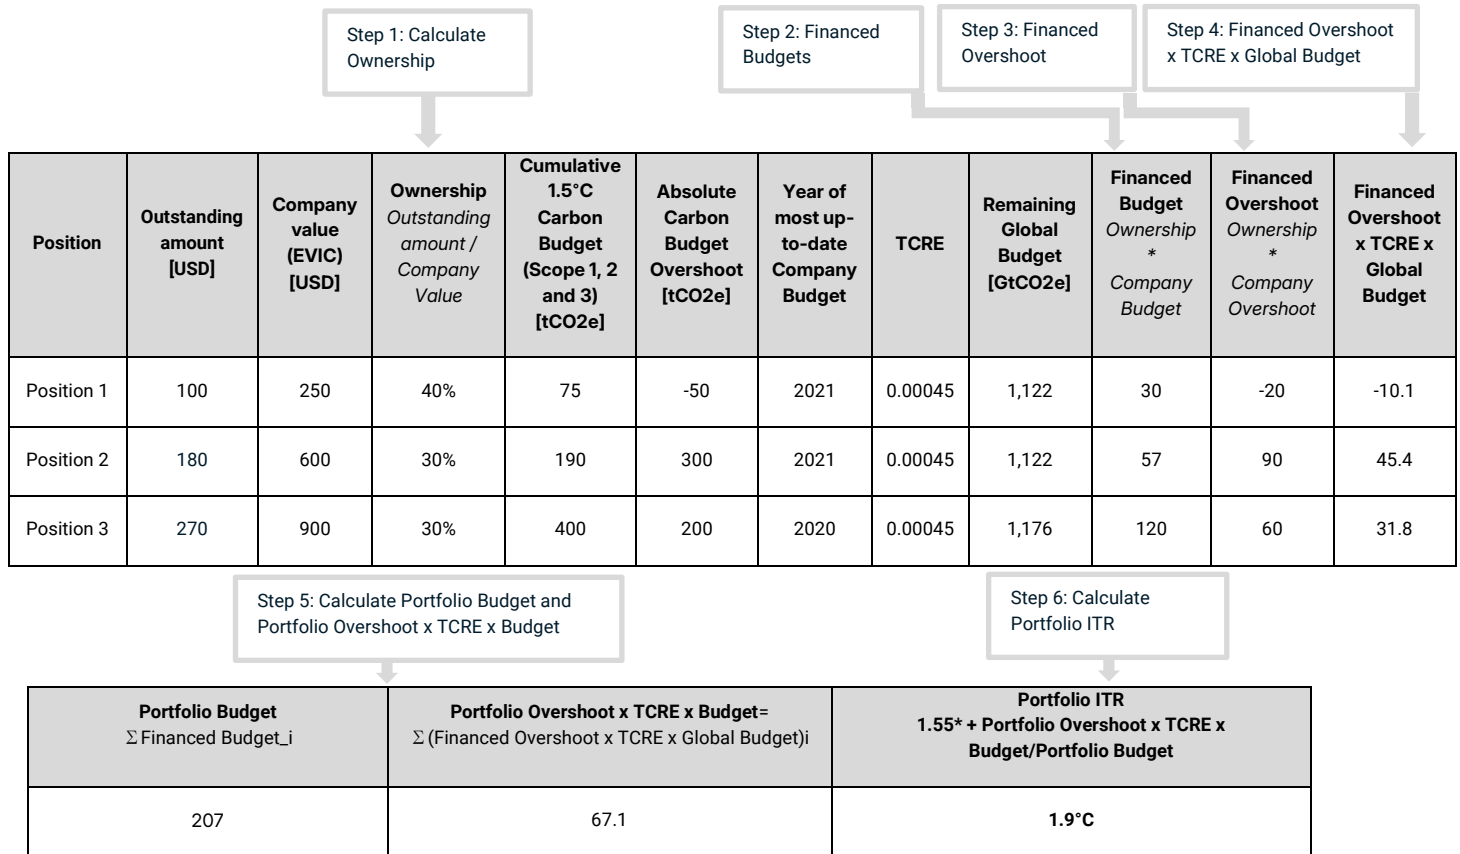 Step 1: Calculate
Ownership
Step 2: Financed
Budgets
Step 3: Financed
Overshoot
Step 4: Financed Overshoot
x TCRE x Global Budget
Position
Outstanding
amount
[USD]
Company
value
(EVIC)
[USD]
Ownership
Outstanding
amount /
Company
Value
Cumulative
1.5°C
Carbon
Budget
(Scope 1, 2
and 3)
[tCO2e]
Absolute
Carbon
Budget
Overshoot
[tCO2e]
Year of
most up-
to-date
Company
Budget
TCRE
Remaining
Global
Budget
[GtCO2e]
Financed
Budget
Ownership
*
Company
Budget
Financed
Overshoot
Ownership
*
Company
Overshoot
Financed
Overshoot
x TCRE x
Global
Budget
Position 1 100 250 40% 75 -50 2021 0.00045 1,122 30 -20 -10.1
Position 2 180 600 30% 190 300 2021 0.00045 1,122 57 90 45.4
Position 3 270 900 30% 400 200 2020 0.00045 1,176 120 60 31.8
Step 5: Calculate Portfolio Budget and
Portfolio Overshoot x TCRE x Budget
Step 6: Calculate
Portfolio ITR
Portfolio Budget
Σ Financed Budget_i
Portfolio Overshoot x TCRE x Budget=
Σ (Financed Overshoot x TCRE x Global Budget)i
Portfolio ITR
1.55* + Portfolio Overshoot x TCRE x
Budget/Portfolio Budget
207 67.1 1.9°C